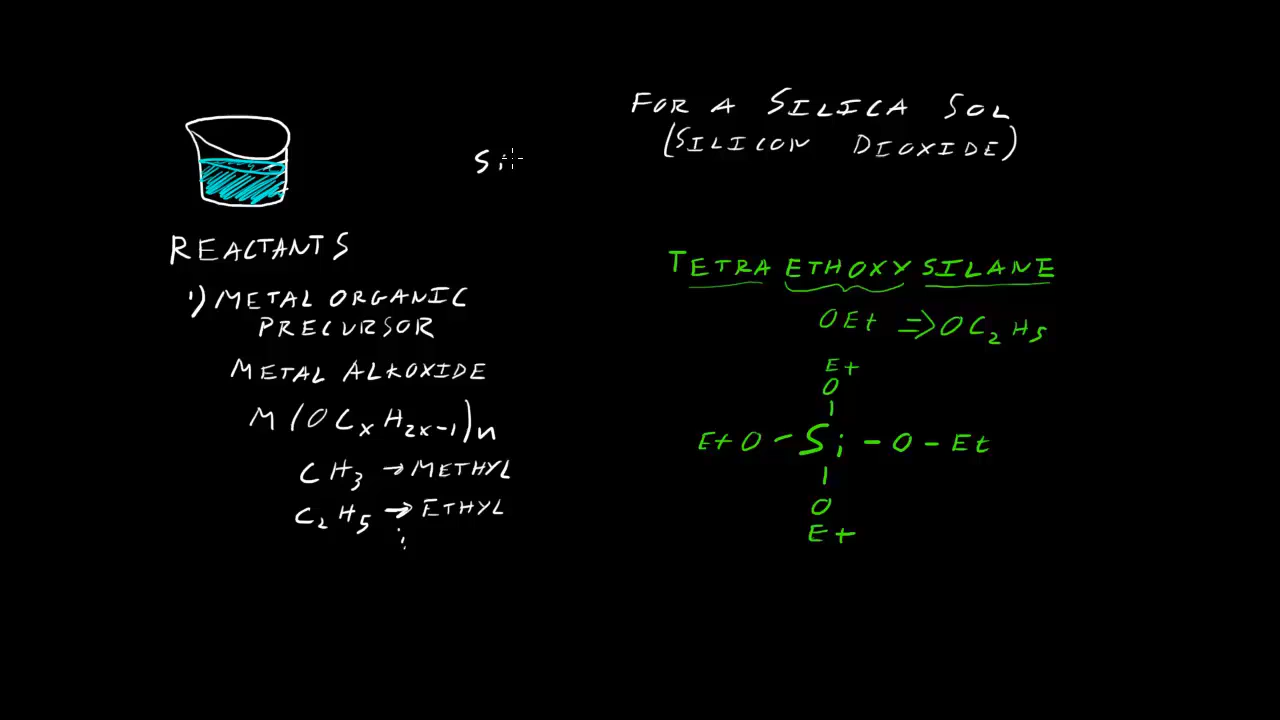 FOR A SILICA SOL
(SILICON DIOXIDE)
Si
REACTANTS
1) METAL ORGANIC
PRECURSOR
METAL ALKOXIDE
M(OCxH2x-1)n
CH3 → METHYL
C2H5 → ETHYL
⋮
TETRA ETHOXY SILANE
OEt ⇒ OC2H5
Et
O
EtO - Si - O - Et
O
Et